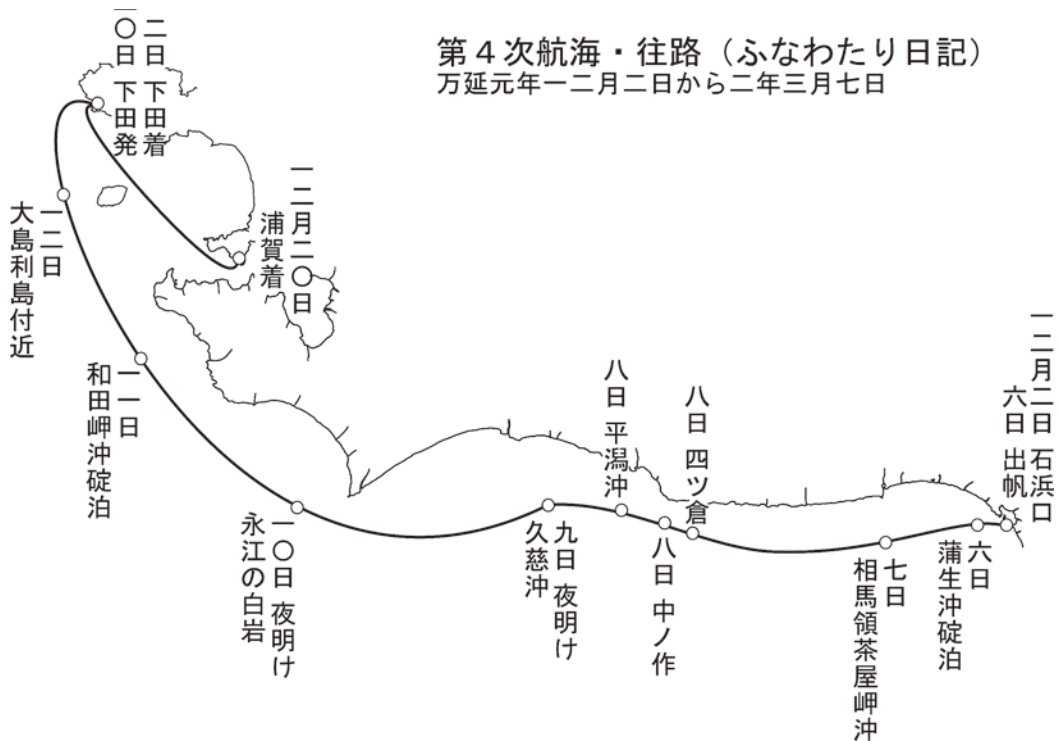 第4次航海・往路（ふなわたり日記）
万延元年一二月二日から二年三月七日
一二月二日 石浜口
六日 出帆
六日
蒲生沖碇泊
七日
相馬領茶屋岬沖
八日 四ツ倉
八日 中ノ作
八日 平潟沖
九日 夜明け
久慈沖
一〇日 夜明け
永江の白岩
一一日
和田岬沖碇泊
一二日
大島利島付近
二日 下田着
一〇日 下田発
一二月二〇日
浦賀着